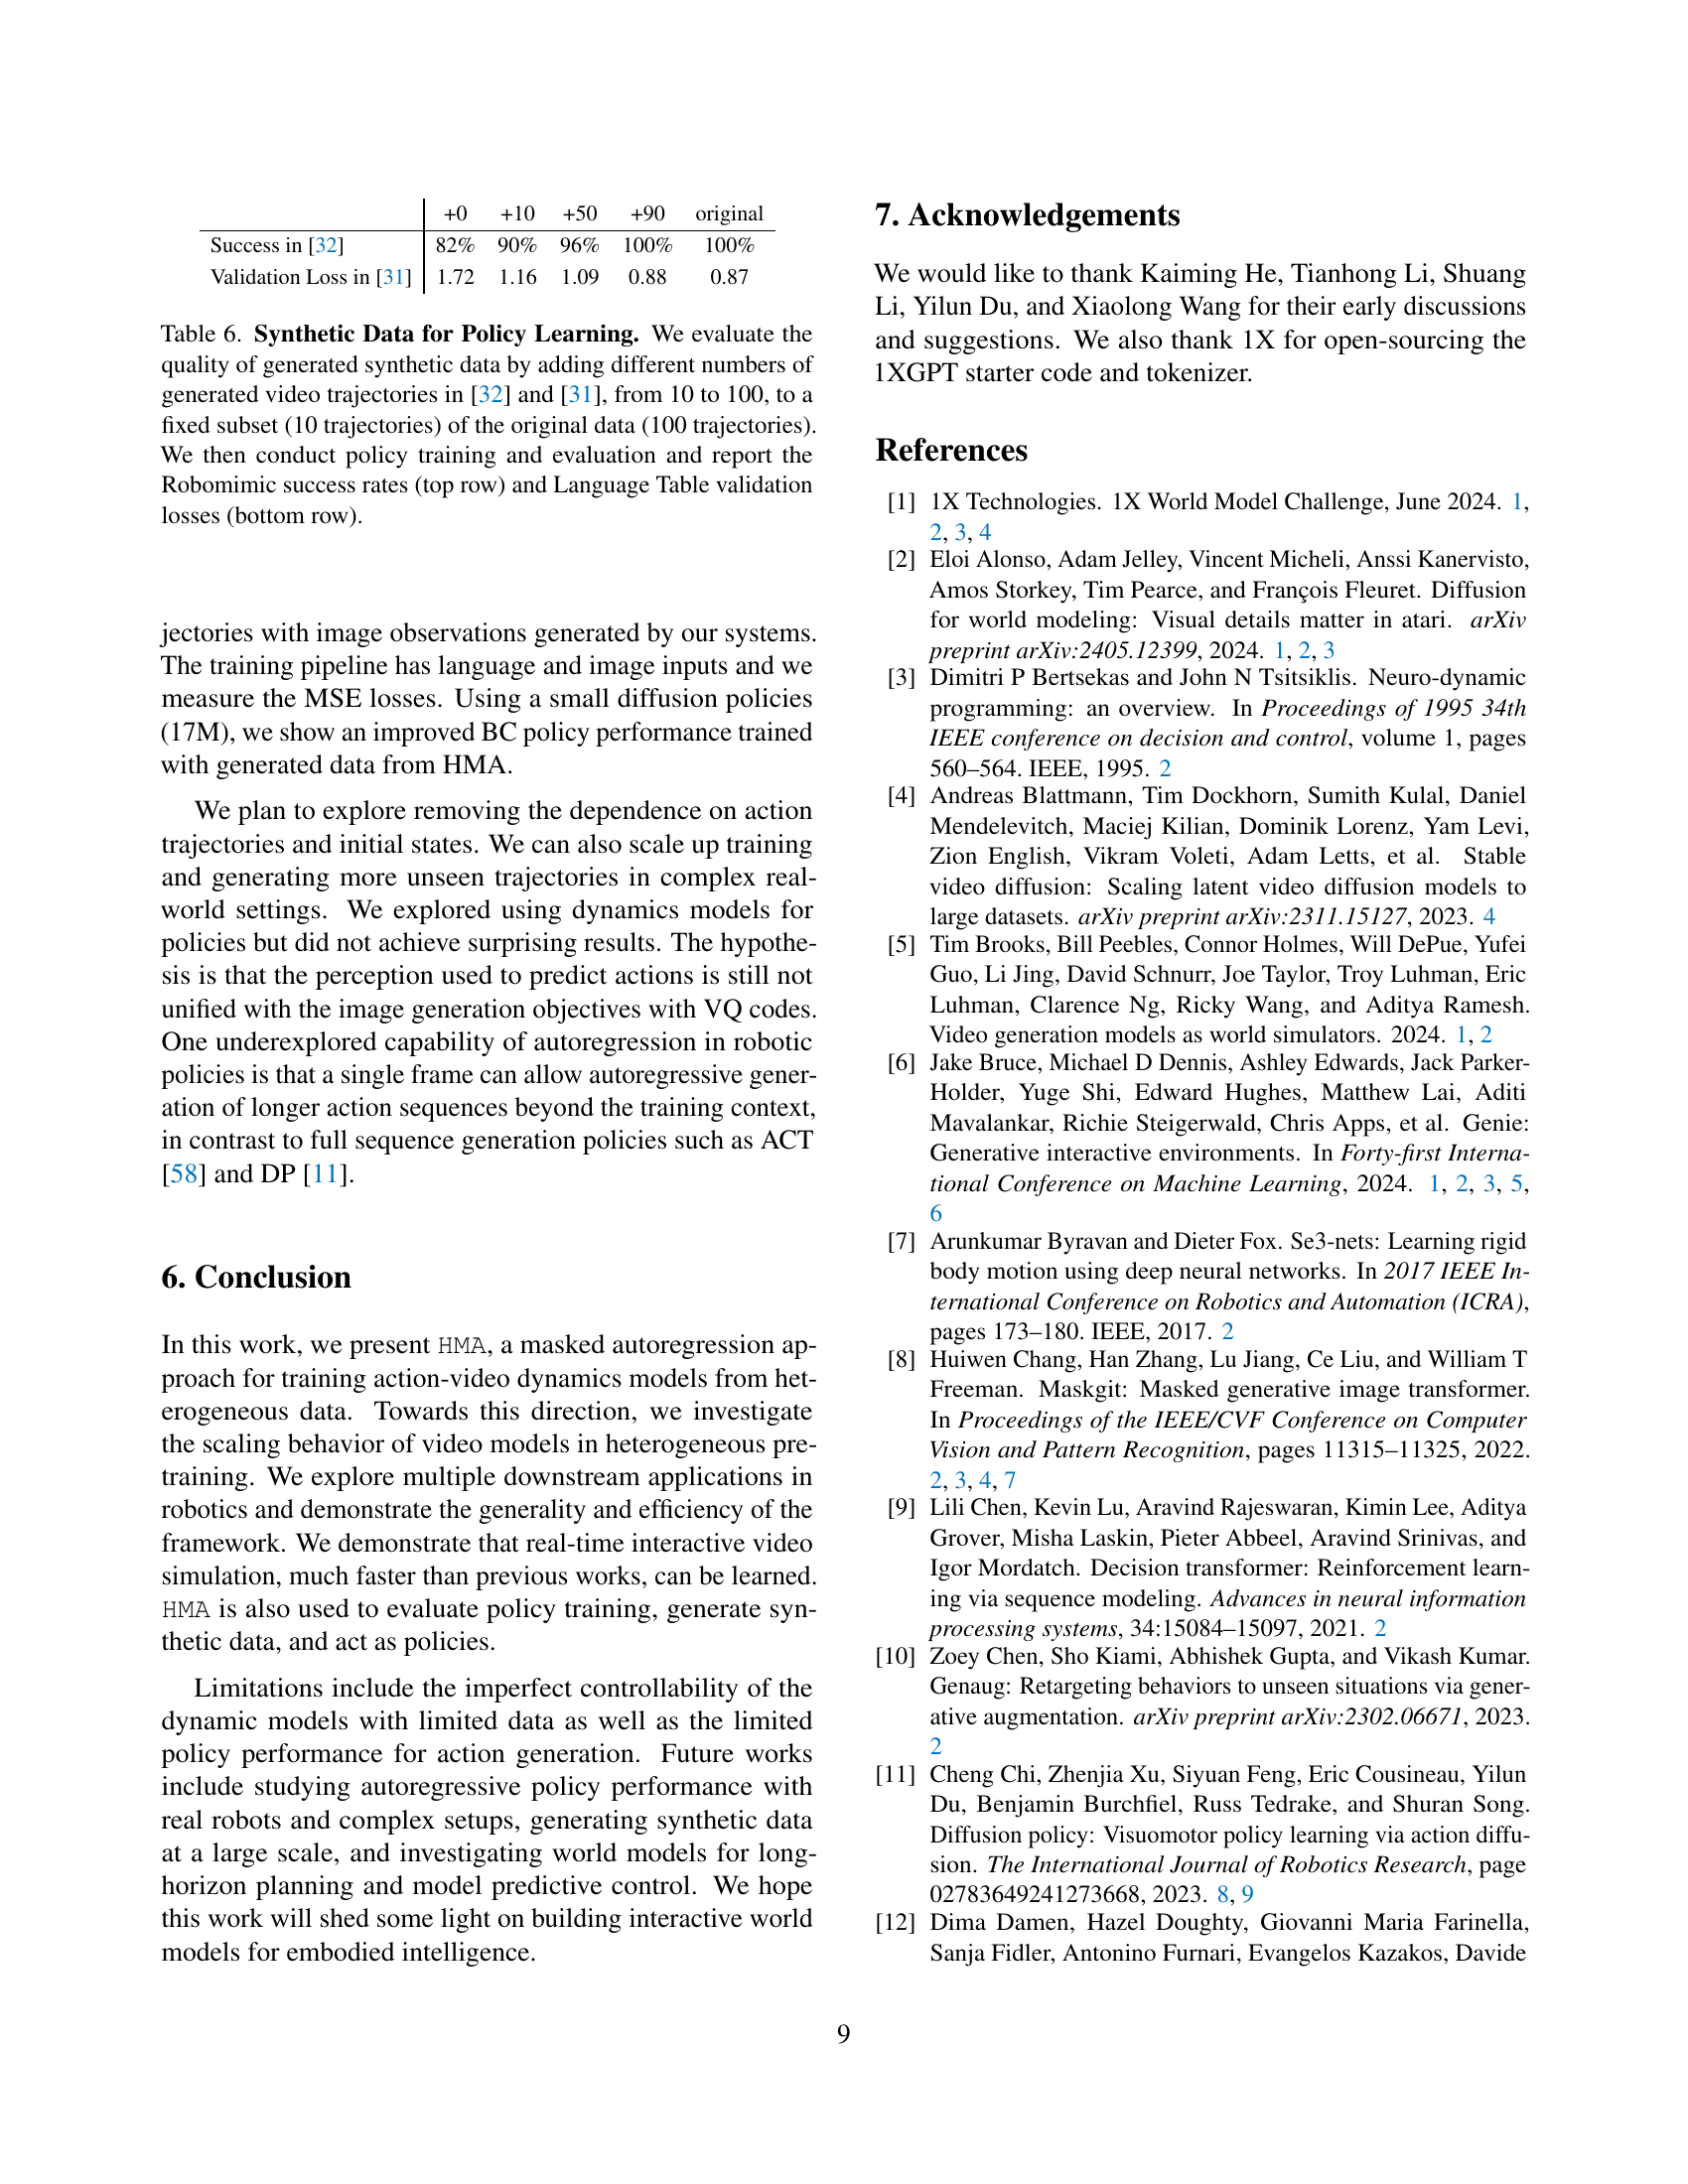 +0 +10 +50 +90 original
Success in [32] 82% 90% 96% 100% 100%
Validation Loss in [31] 1.72 1.16 1.09 0.88 0.87
Table 6. Synthetic Data for Policy Learning. We evaluate the
quality of generated synthetic data by adding different numbers of
generated video trajectories in [32] and [31], from 10 to 100, to a
fixed subset (10 trajectories) of the original data (100 trajectories).
We then conduct policy training and evaluation and report the
Robomimic success rates (top row) and Language Table validation
losses (bottom row).
jectories with image observations generated by our systems.
The training pipeline has language and image inputs and we
measure the MSE losses. Using a small diffusion policies
(17M), we show an improved BC policy performance trained
with generated data from HMA.
We plan to explore removing the dependence on action
trajectories and initial states. We can also scale up training
and generating more unseen trajectories in complex real-
world settings. We explored using dynamics models for
policies but did not achieve surprising results. The hypothe-
sis is that the perception used to predict actions is still not
unified with the image generation objectives with VQ codes.
One underexplored capability of autoregression in robotic
policies is that a single frame can allow autoregressive gener-
ation of longer action sequences beyond the training context,
in contrast to full sequence generation policies such as ACT
[58] and DP [11].
6. Conclusion
In this work, we present HMA, a masked autoregression ap-
proach for training action-video dynamics models from het-
erogeneous data. Towards this direction, we investigate
the scaling behavior of video models in heterogeneous pre-
training. We explore multiple downstream applications in
robotics and demonstrate the generality and efficiency of the
framework. We demonstrate that real-time interactive video
simulation, much faster than previous works, can be learned.
HMA is also used to evaluate policy training, generate syn-
thetic data, and act as policies.
Limitations include the imperfect controllability of the
dynamic models with limited data as well as the limited
policy performance for action generation. Future works
include studying autoregressive policy performance with
real robots and complex setups, generating synthetic data
at a large scale, and investigating world models for long-
horizon planning and model predictive control. We hope
this work will shed some light on building interactive world
models for embodied intelligence.
7. Acknowledgements
We would like to thank Kaiming He, Tianhong Li, Shuang
Li, Yilun Du, and Xiaolong Wang for their early discussions
and suggestions. We also thank 1X for open-sourcing the
1XGPT starter code and tokenizer.
References
[1] 1X Technologies. 1X World Model Challenge, June 2024. 1,
2, 3, 4
[2] Eloi Alonso, Adam Jelley, Vincent Micheli, Anssi Kanervisto,
Amos Storkey, Tim Pearce, and François Fleuret. Diffusion
for world modeling: Visual details matter in atari. arXiv
preprint arXiv:2405.12399, 2024. 1, 2, 3
[3] Dimitri P Bertsekas and John N Tsitsiklis. Neuro-dynamic
programming: an overview. In Proceedings of 1995 34th
IEEE conference on decision and control, volume 1, pages
560–564. IEEE, 1995. 2
[4] Andreas Blattmann, Tim Dockhorn, Sumith Kulal, Daniel
Mendelevitch, Maciej Kilian, Dominik Lorenz, Yam Levi,
Zion English, Vikram Voleti, Adam Letts, et al. Stable
video diffusion: Scaling latent video diffusion models to
large datasets. arXiv preprint arXiv:2311.15127, 2023. 4
[5] Tim Brooks, Bill Peebles, Connor Holmes, Will DePue, Yufei
Guo, Li Jing, David Schnurr, Joe Taylor, Troy Luhman, Eric
Luhman, Clarence Ng, Ricky Wang, and Aditya Ramesh.
Video generation models as world simulators. 2024. 1, 2
[6] Jake Bruce, Michael D Dennis, Ashley Edwards, Jack Parker-
Holder, Yuge Shi, Edward Hughes, Matthew Lai, Aditi
Mavalankar, Richie Steigerwald, Chris Apps, et al. Genie:
Generative interactive environments. In Forty-first Interna-
tional Conference on Machine Learning, 2024. 1, 2, 3, 5,
6
[7] Arunkumar Byravan and Dieter Fox. Se3-nets: Learning rigid
body motion using deep neural networks. In 2017 IEEE In-
ternational Conference on Robotics and Automation (ICRA),
pages 173–180. IEEE, 2017. 2
[8] Huiwen Chang, Han Zhang, Lu Jiang, Ce Liu, and William T
Freeman. Maskgit: Masked generative image transformer.
In Proceedings of the IEEE/CVF Conference on Computer
Vision and Pattern Recognition, pages 11315–11325, 2022.
2, 3, 4, 7
[9] Lili Chen, Kevin Lu, Aravind Rajeswaran, Kimin Lee, Aditya
Grover, Misha Laskin, Pieter Abbeel, Aravind Srinivas, and
Igor Mordatch. Decision transformer: Reinforcement learn-
ing via sequence modeling. Advances in neural information
processing systems, 34:15084–15097, 2021. 2
[10] Zoey Chen, Sho Kiami, Abhishek Gupta, and Vikash Kumar.
Genaug: Retargeting behaviors to unseen situations via gener-
ative augmentation. arXiv preprint arXiv:2302.06671, 2023.
2
[11] Cheng Chi, Zhenjia Xu, Siyuan Feng, Eric Cousineau, Yilun
Du, Benjamin Burchfiel, Russ Tedrake, and Shuran Song.
Diffusion policy: Visuomotor policy learning via action diffu-
sion. The International Journal of Robotics Research, page
02783649241273668, 2023. 8, 9
[12] Dima Damen, Hazel Doughty, Giovanni Maria Farinella,
Sanja Fidler, Antonino Furnari, Evangelos Kazakos, Davide
9